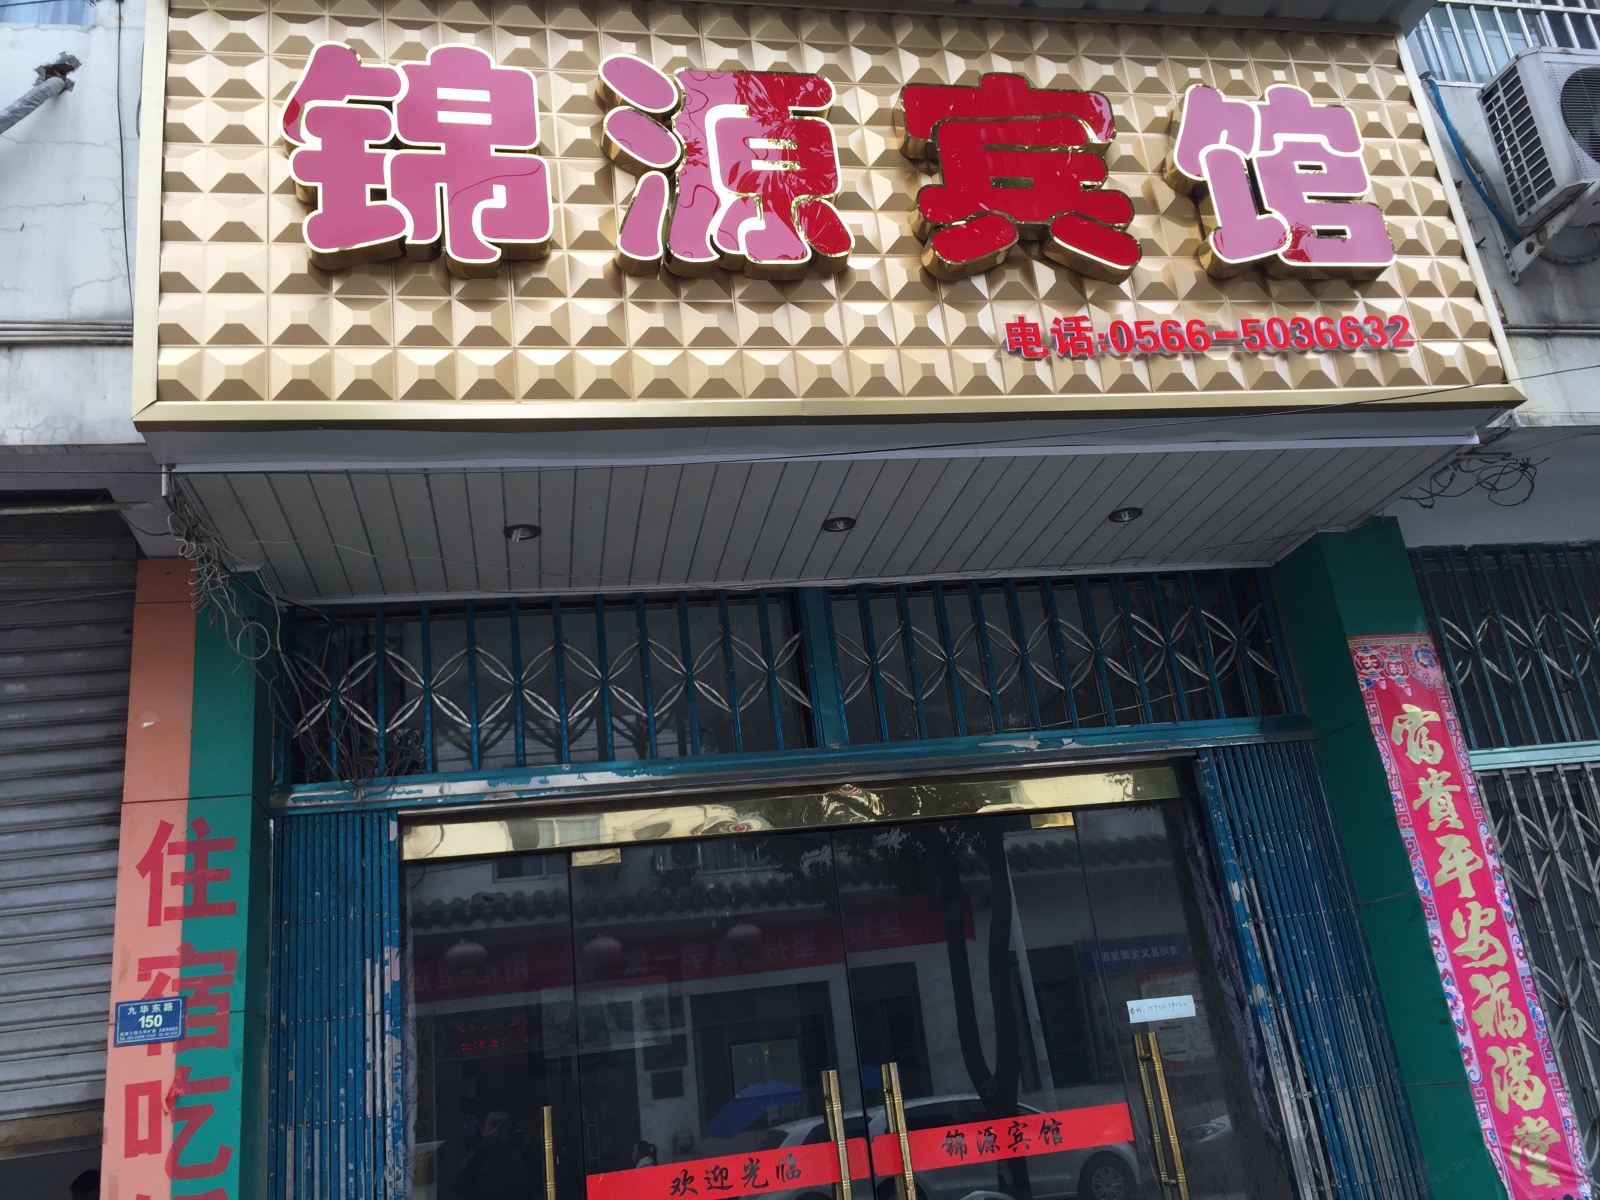 锦源宾馆
电话:0566-5036632
住宿吃
九华东路
150
富贵平安福满堂
欢迎光临
锦源宾馆